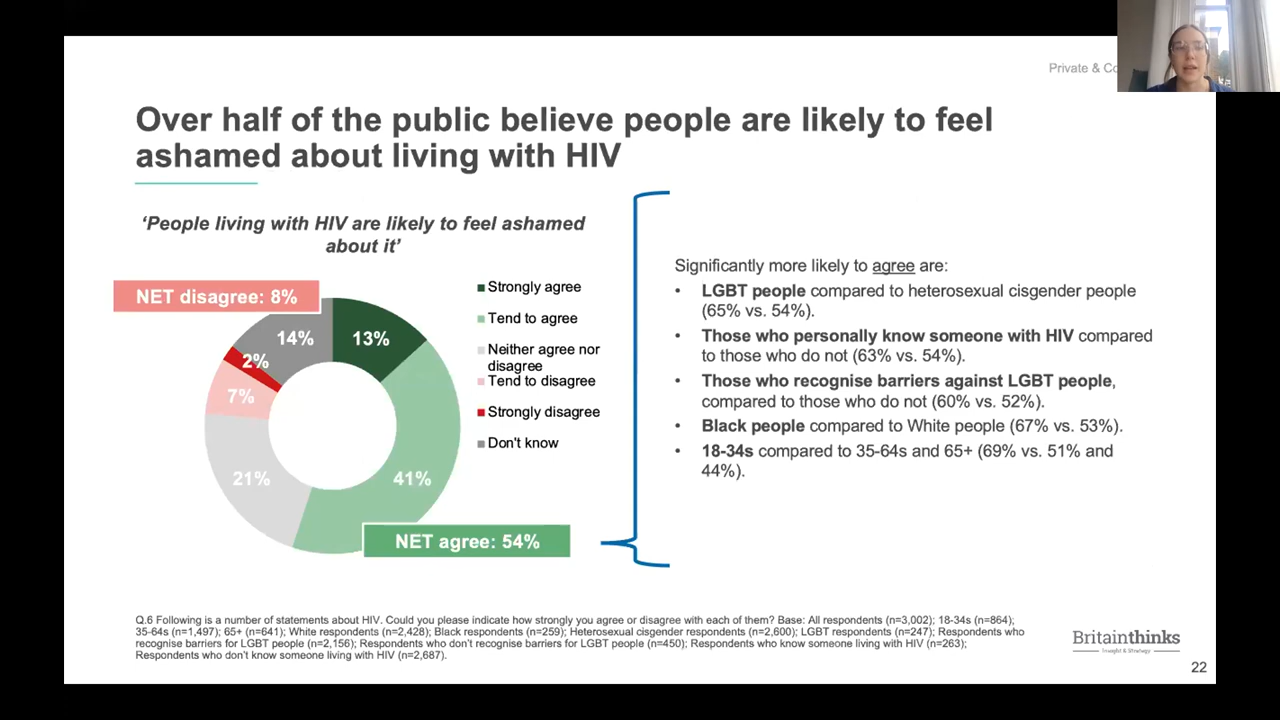 Private & Co
Over half of the public believe people are likely to feel
ashamed about living with HIV
‘People living with HIV are likely to feel ashamed
about it’
NET disagree: 8%
14%
13%
2%
7%
21%
41%
NET agree: 54%
Strongly agree
Tend to agree
Neither agree nor
disagree
Tend to disagree
Strongly disagree
Don't know
Significantly more likely to agree are:
• LGBT people compared to heterosexual cisgender people
(65% vs. 54%).
• Those who personally know someone with HIV compared
to those who do not (63% vs. 54%).
• Those who recognise barriers against LGBT people,
compared to those who do not (60% vs. 52%).
• Black people compared to White people (67% vs. 53%).
• 18-34s compared to 35-64s and 65+ (69% vs. 51% and
44%).
Q.6 Following is a number of statements about HIV. Could you please indicate how strongly you agree or disagree with each of them? Base: All respondents (n=3,002); 18-34s (n=864);
35-64s (n=1,497); 65+ (n=641); White respondents (n=2,428); Black respondents (n=259); Heterosexual cisgender respondents (n=2,600); LGBT respondents (n=247); Respondents who
recognise barriers for LGBT people (n=2,156); Respondents who don't recognise barriers for LGBT people (n=450); Respondents who know someone living with HIV (n=263);
Respondents who don't know someone living with HIV (n=2,687).
Britainthinks
Insight & Strategy
22